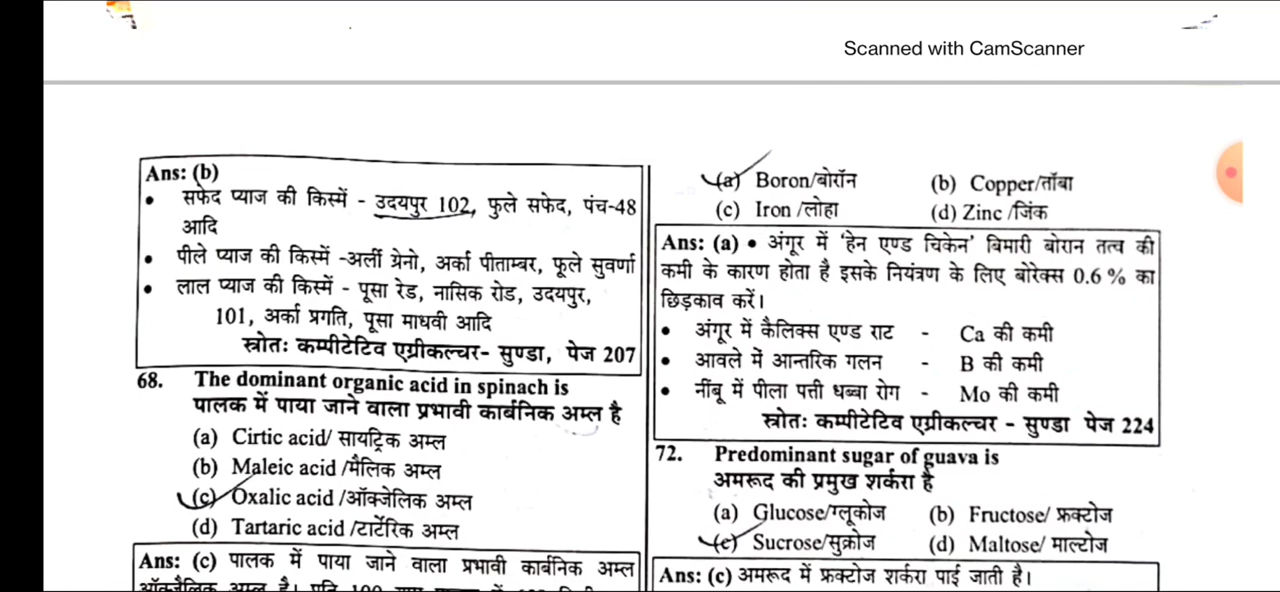 Scanned with CamScanner
Ans: (b)
• सफेद प्याज की किस्में - उदयपुर 102, फुले सफेद, पंच-48
आदि
• पीले प्याज की किस्में -अर्ली ग्रेनो, अर्का पीताम्बर, फूले सुवर्णा
• लाल प्याज की किस्में - पूसा रेड, नासिक रोड, उदयपुर,
101, अर्का प्रगति, पूसा माधवी आदि
स्त्रोतः कम्पीटेटिव एग्रीकल्चर- सुण्डा, पेज 207
68. The dominant organic acid in spinach is
पालक में पाया जाने वाला प्रभावी कार्बनिक अम्ल है
(a) Cirtic acid/ सायट्रिक अम्ल
(b) Maleic acid /मैलिक अम्ल
(c) Oxalic acid /ऑक्जेलिक अम्ल
(d) Tartaric acid /टार्टेरिक अम्ल
Ans: (c) पालक में पाया जाने वाला प्रभावी कार्बनिक अम्ल
(a) Boron/बोरॉन (b) Copper/ताँबा
(c) Iron /लोहा (d) Zinc /जिंक
Ans: (a) • अंगूर में ‘हेन एण्ड चिकेन’ बिमारी बोरान तत्व की
कमी के कारण होता है इसके नियंत्रण के लिए बोरेक्स 0.6 % का
छिड़काव करें।
• अंगूर में कैलिक्स एण्ड राट - Ca की कमी
• आवले में आन्तरिक गलन - B की कमी
• नींबू में पीला पत्ती धब्बा रोग - Mo की कमी
स्त्रोतः कम्पीटेटिव एग्रीकल्चर - सुण्डा पेज 224
72. Predominant sugar of guava is
अमरूद की प्रमुख शर्करा है
(a) Glucose/ग्लूकोज (b) Fructose/ फ्रक्टोज
(c) Sucrose/सुक्रोज (d) Maltose/ माल्टोज
Ans: (c) अमरूद में फ्रक्टोज शर्करा पाई जाती है।